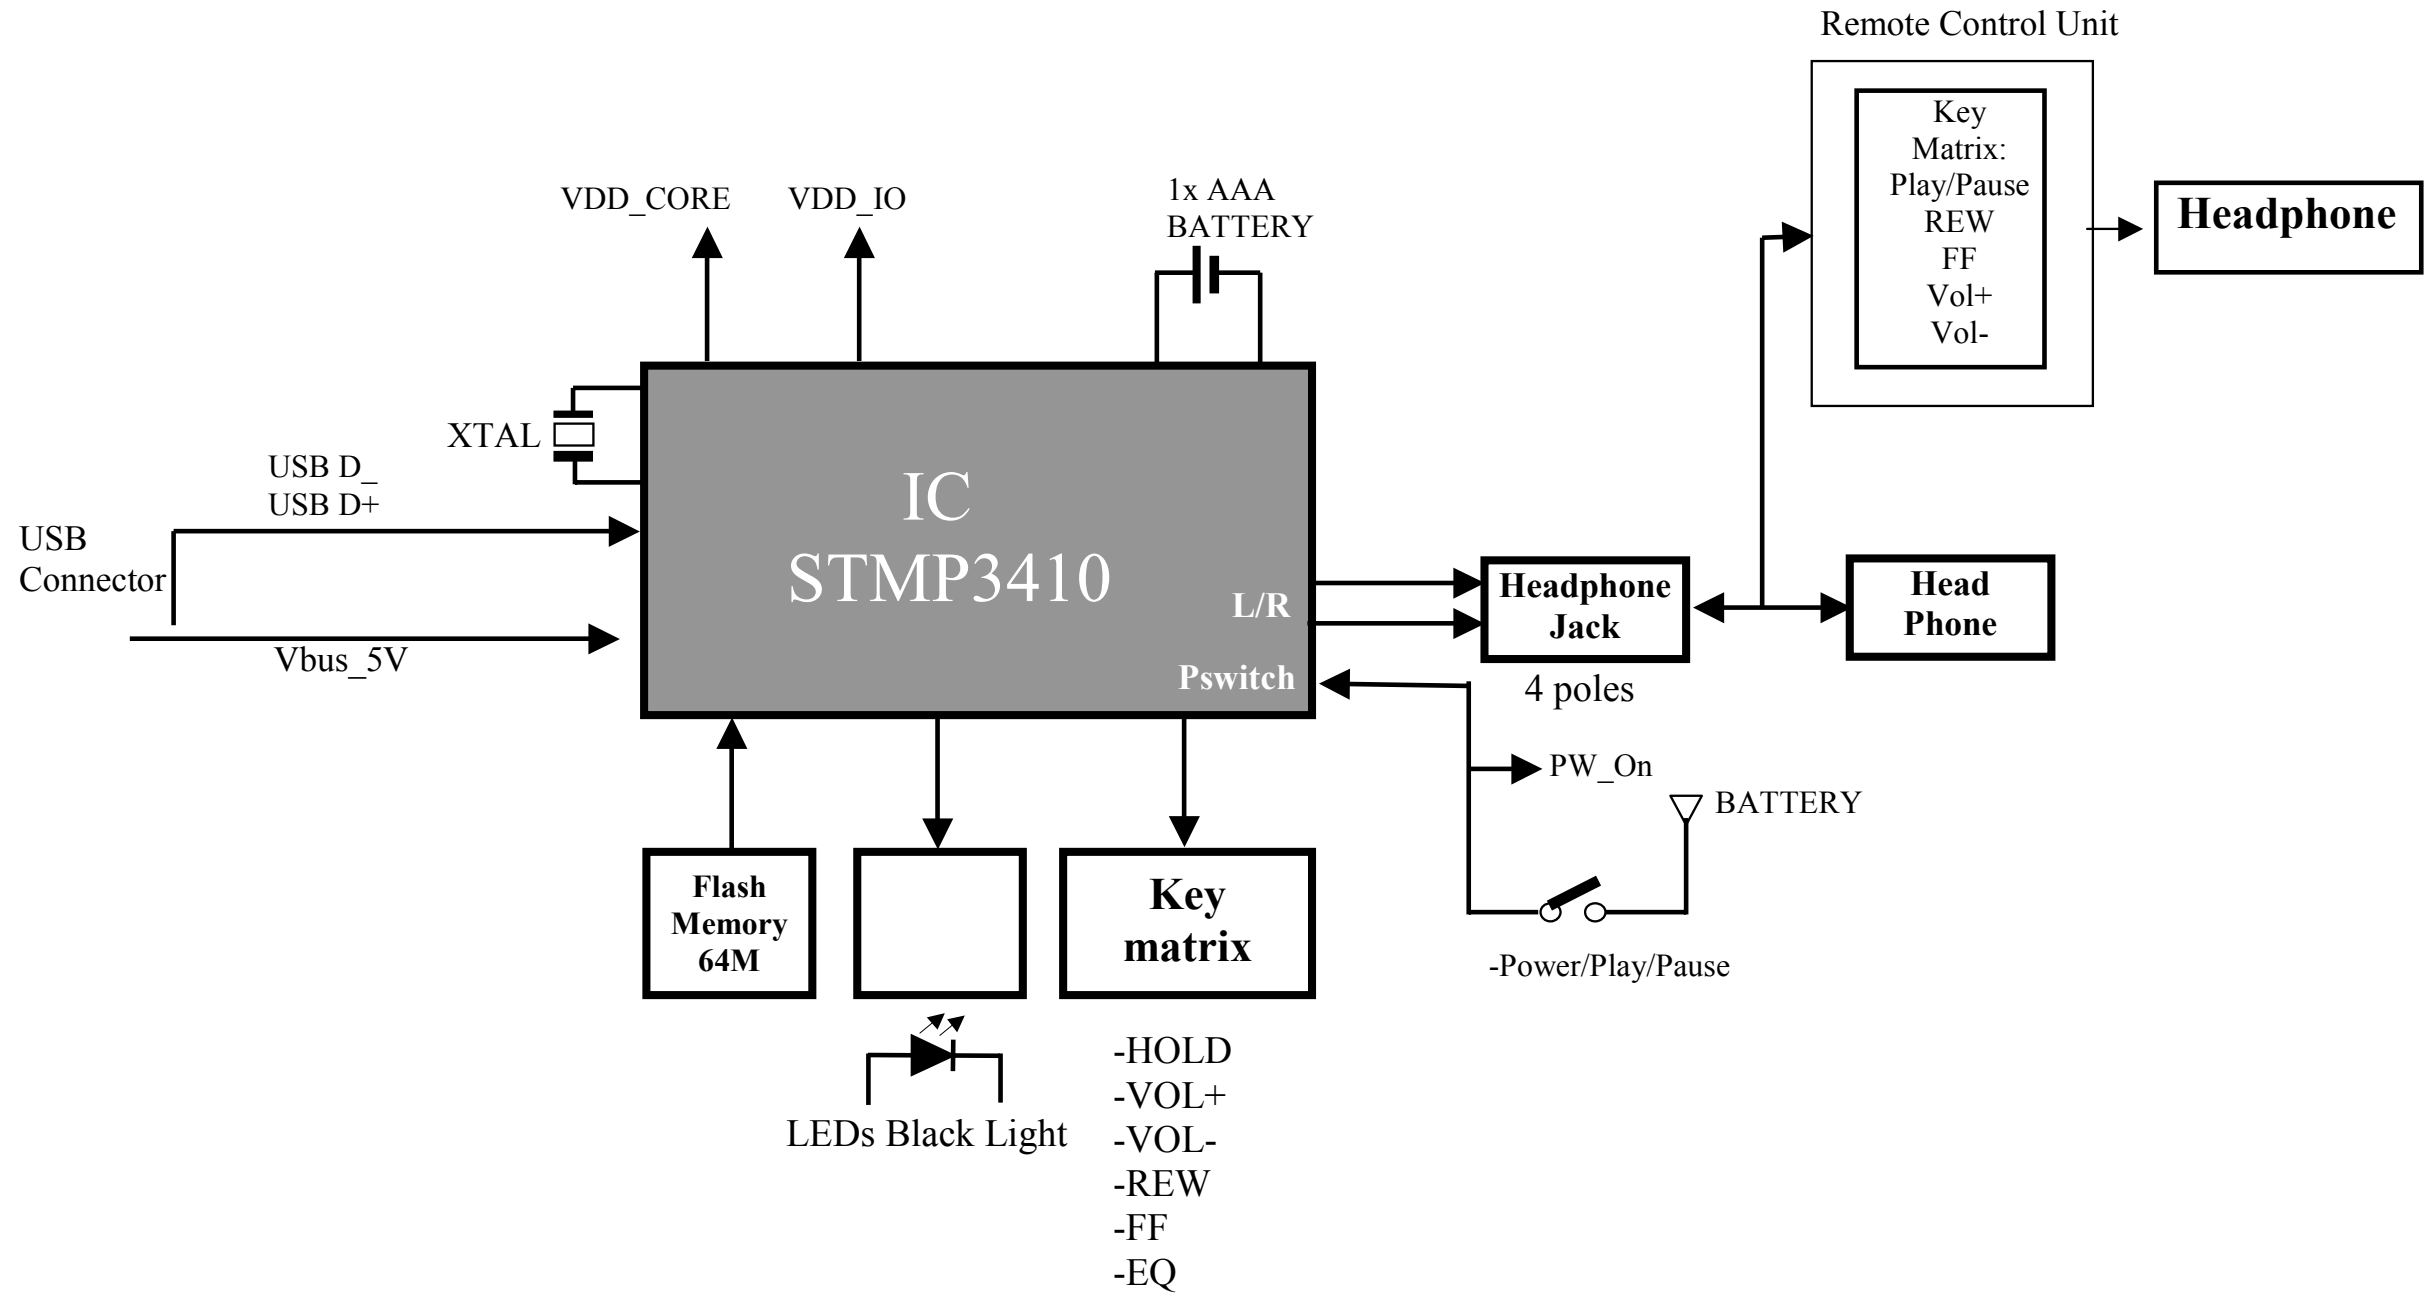 Remote Control Unit
Key
Matrix:
Play/Pause
REW
FF
Vol+
Vol-
Headphone
VDD_CORE
VDD_IO
1x AAA
BATTERY
XTAL
USB D_
USB D+
USB
Connector
Vbus_5V
IC
STMP3410
L/R
Pswitch
Headphone
Jack
4 poles
Head
Phone
PW_On
BATTERY
-Power/Play/Pause
Flash
Memory
64M
Key
matrix
LEDs Black Light
-HOLD
-VOL+
-VOL-
-REW
-FF
-EQ